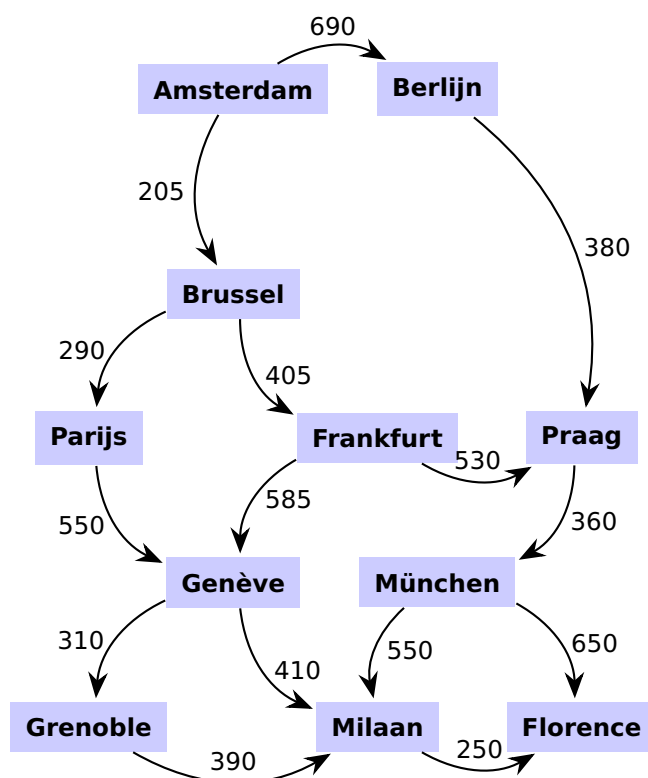 690
Amsterdam
Berlijn
205
380
Brussel
290
405
Parijs
Frankfurt
Praag
530
550
585
360
Genève
München
310
410
550
650
Grenoble
Milaan
Florence
390
250